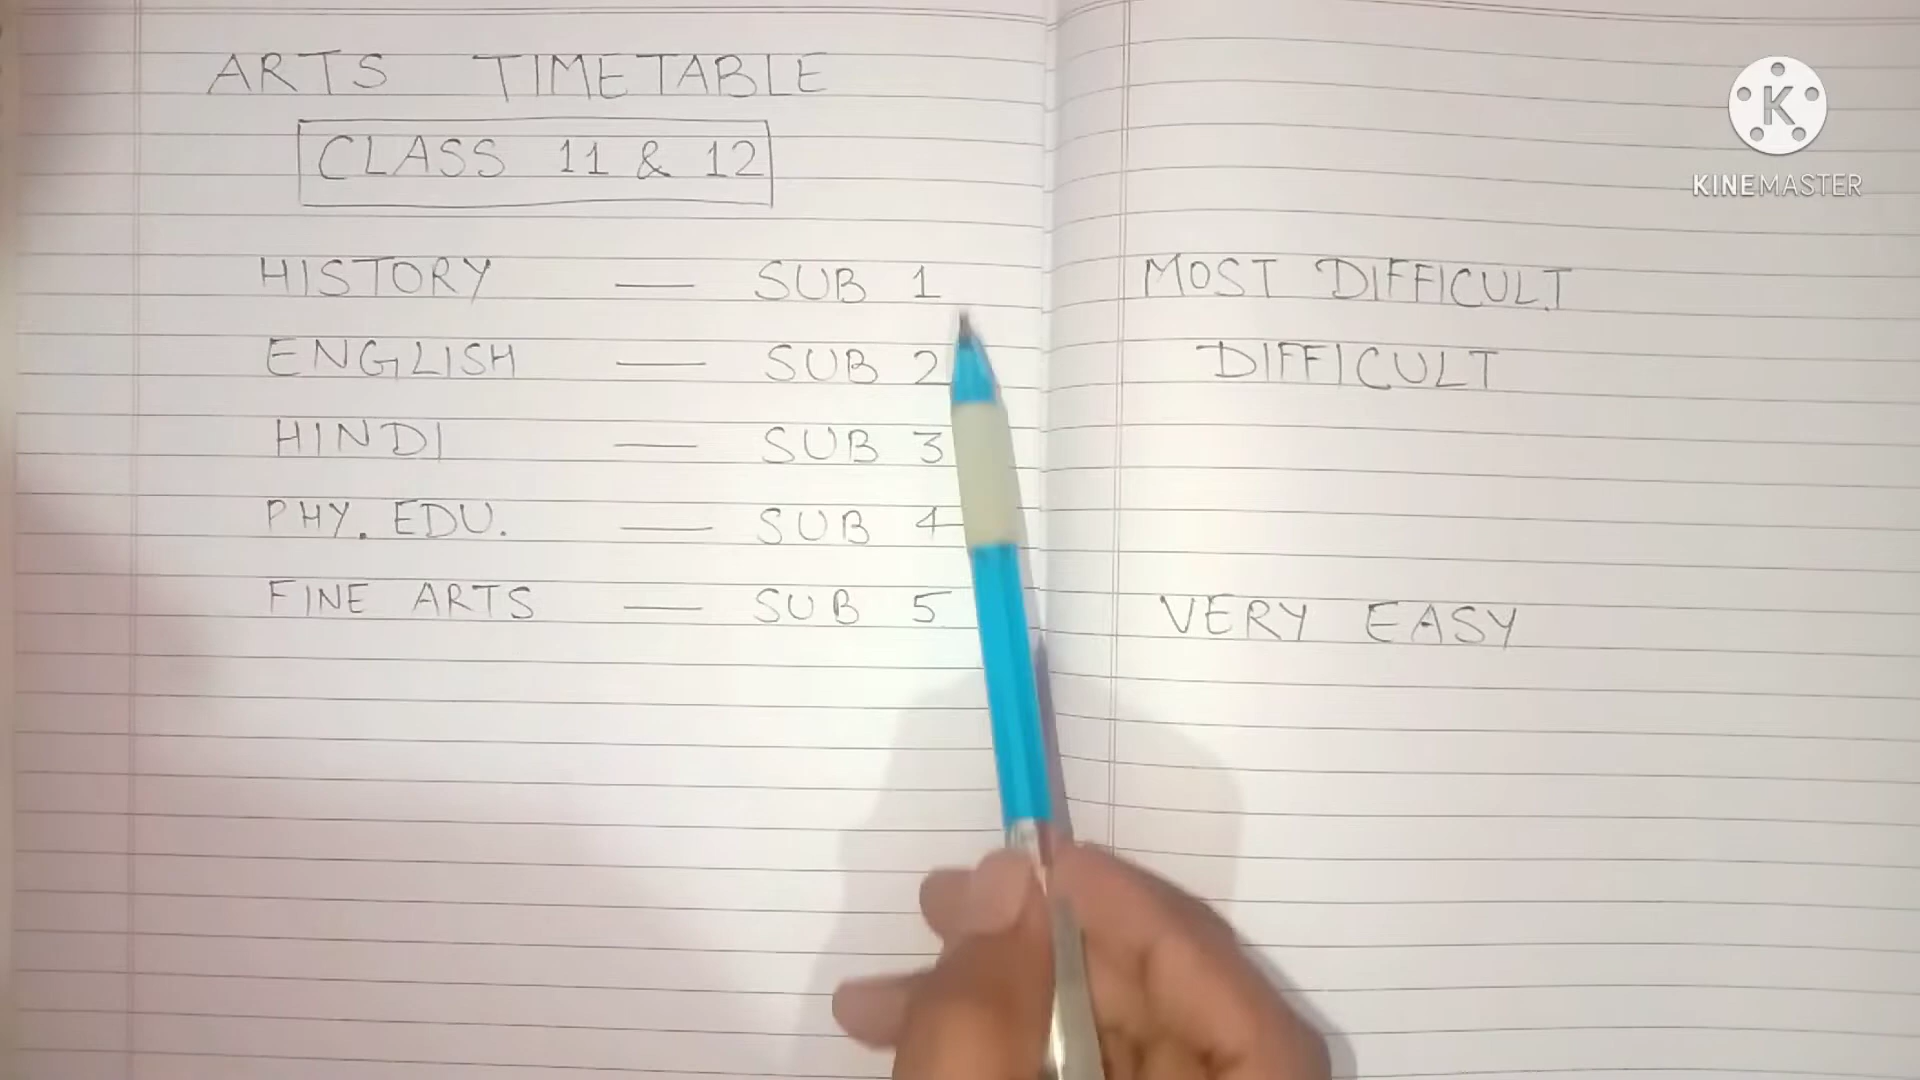 ARTS TIMETABLE
CLASS 11 & 12
HISTORY — SUB 1 MOST DIFFICULT
ENGLISH — SUB 2 DIFFICULT
HINDI — SUB 3
PHY. EDU. — SUB 4
FINE ARTS — SUB 5 VERY EASY
K
KINEMASTER